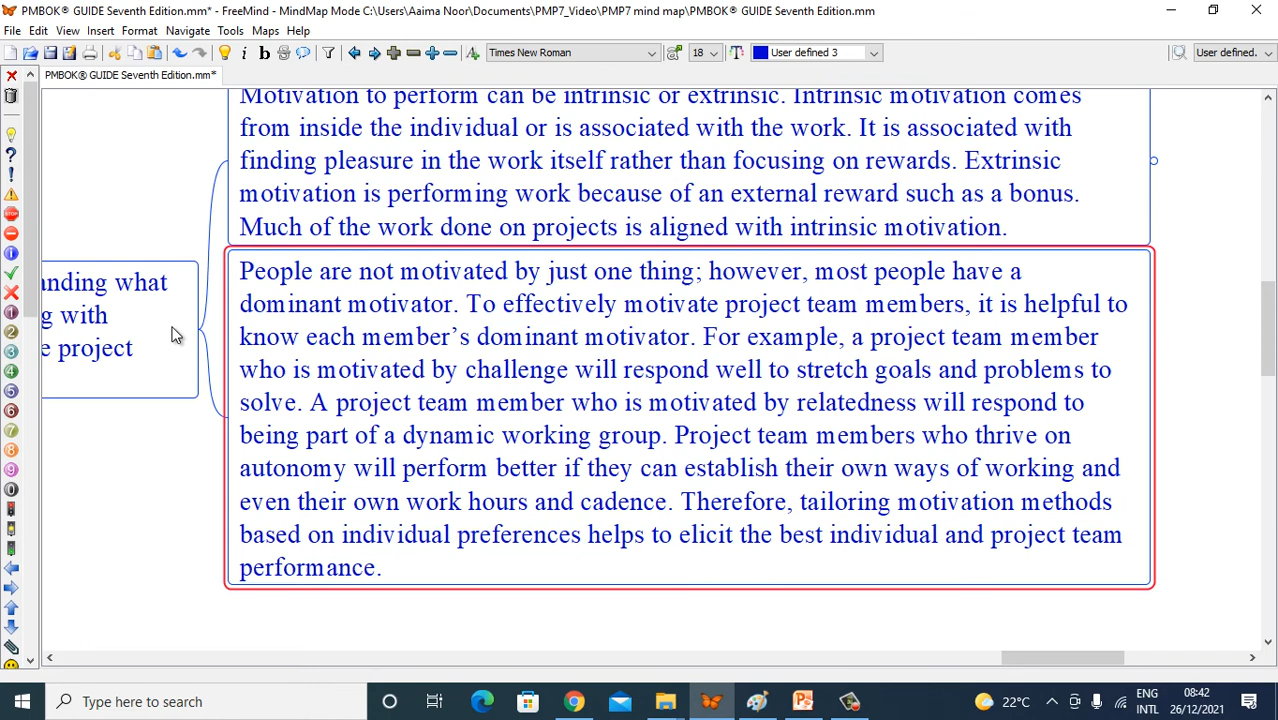 PMBOK® GUIDE Seventh Edition.mm* - FreeMind - MindMap Mode C:\Users\Aaima Noor\Documents\PMP7_Video\PMP7 mind map\PMBOK® GUIDE Seventh Edition.mm
File Edit View Insert Format Navigate Tools Maps Help
Times New Roman 18 User defined 3 User defined.
PMBOK® GUIDE Seventh Edition.mm*
Motivation to perform can be intrinsic or extrinsic. Intrinsic motivation comes
from inside the individual or is associated with the work. It is associated with
finding pleasure in the work itself rather than focusing on rewards. Extrinsic
motivation is performing work because of an external reward such as a bonus.
Much of the work done on projects is aligned with intrinsic motivation.
anding what
g with
e project
People are not motivated by just one thing; however, most people have a
dominant motivator. To effectively motivate project team members, it is helpful to
know each member’s dominant motivator. For example, a project team member
who is motivated by challenge will respond well to stretch goals and problems to
solve. A project team member who is motivated by relatedness will respond to
being part of a dynamic working group. Project team members who thrive on
autonomy will perform better if they can establish their own ways of working and
even their own work hours and cadence. Therefore, tailoring motivation methods
based on individual preferences helps to elicit the best individual and project team
performance.
Type here to search
22°C
ENG
INTL
08:42
26/12/2021